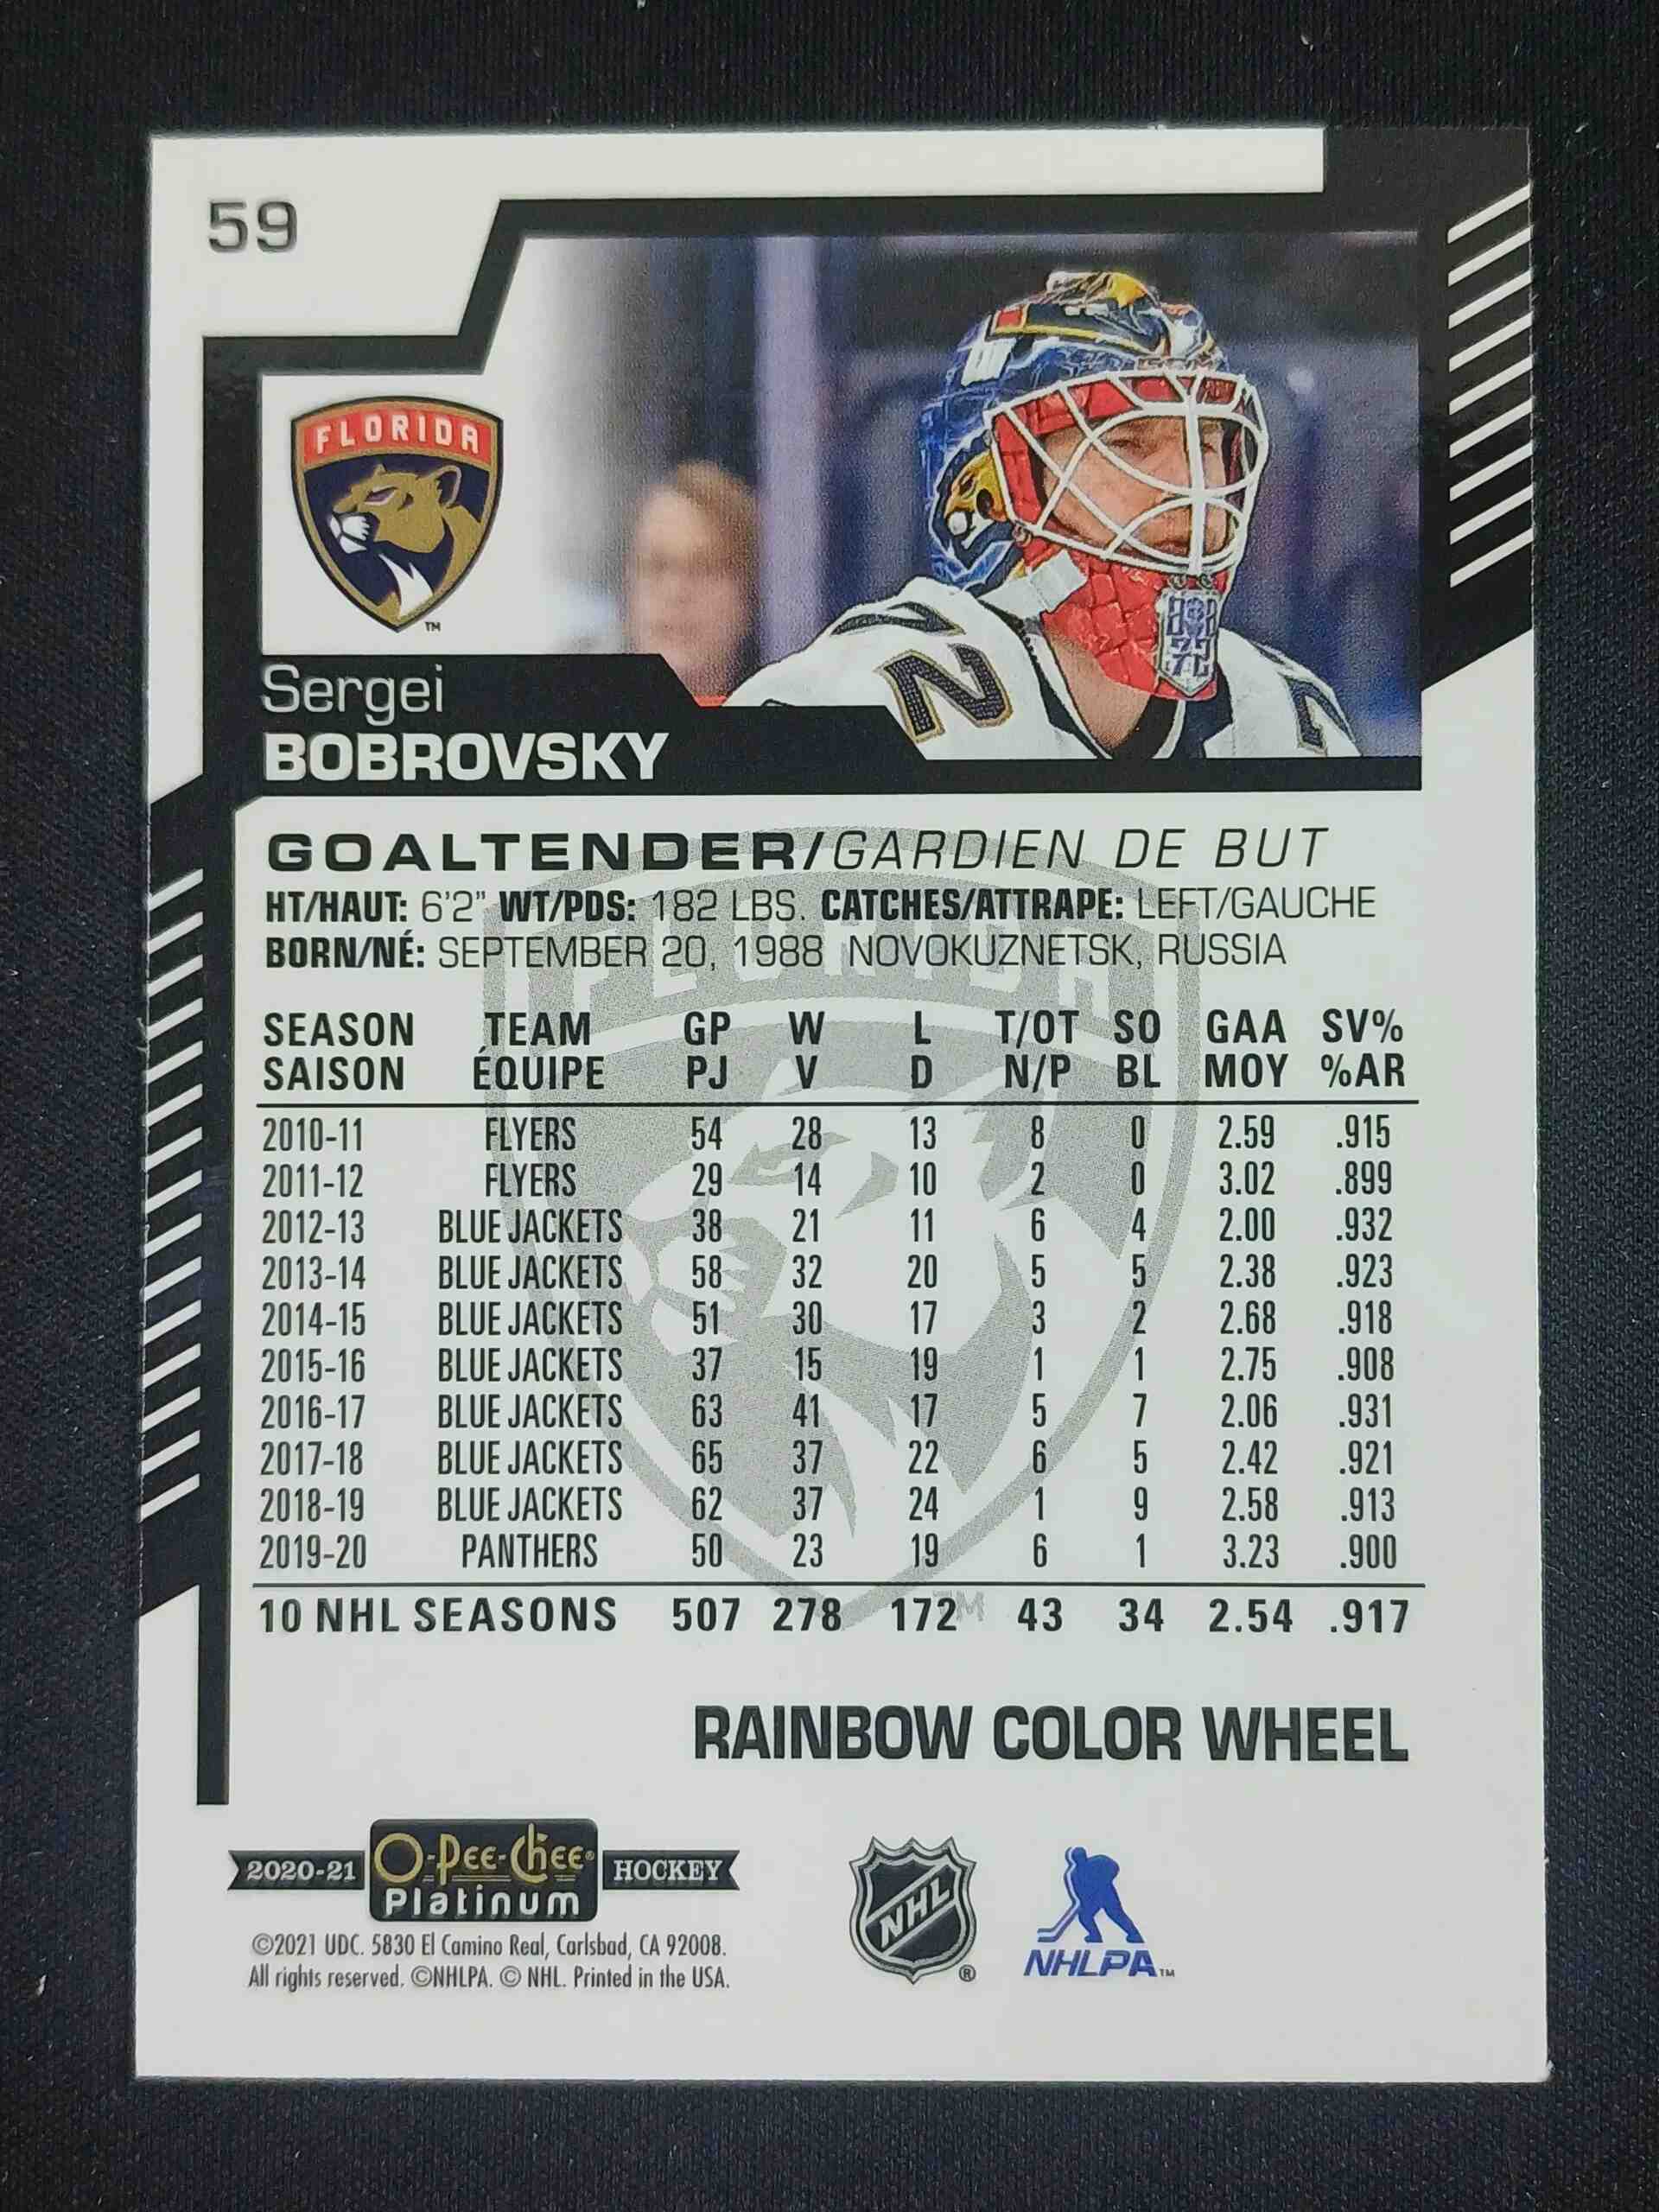 59
FLORIDA
TM
BOB
72
2
Sergei
BOBROVSKY
GOALTENDER/GARDIEN DE BUT
HT/HAUT: 6'2" WT/PDS: 182 LBS. CATCHES/ATTRAPE: LEFT/GAUCHE
BORN/NÉ: SEPTEMBER 20, 1988 NOVOKUZNETSK, RUSSIA
FLORIDA
SEASON TEAM GP W L T/OT SO GAA SV%
SAISON ÉQUIPE PJ V D N/P BL MOY %AR
2010-11 FLYERS 54 28 13 8 0 2.59 .915
2011-12 FLYERS 29 14 10 2 0 3.02 .899
2012-13 BLUE JACKETS 38 21 11 6 4 2.00 .932
2013-14 BLUE JACKETS 58 32 20 5 5 2.38 .923
2014-15 BLUE JACKETS 51 30 17 3 2 2.68 .918
2015-16 BLUE JACKETS 37 15 19 1 1 2.75 .908
2016-17 BLUE JACKETS 63 41 17 5 7 2.06 .931
2017-18 BLUE JACKETS 65 37 22 6 5 2.42 .921
2018-19 BLUE JACKETS 62 37 24 1 9 2.58 .913
2019-20 PANTHERS 50 23 19 6 1 3.23 .900
TM
10 NHL SEASONS 507 278 172 43 34 2.54 .917
RAINBOW COLOR WHEEL
2020-21 O-Pee-Chee® HOCKEY
Platinum
©2021 UDC. 5830 El Camino Real, Carlsbad, CA 92008.
All rights reserved. ©NHLPA. © NHL. Printed in the USA.
NHL ®
NHLPA TM